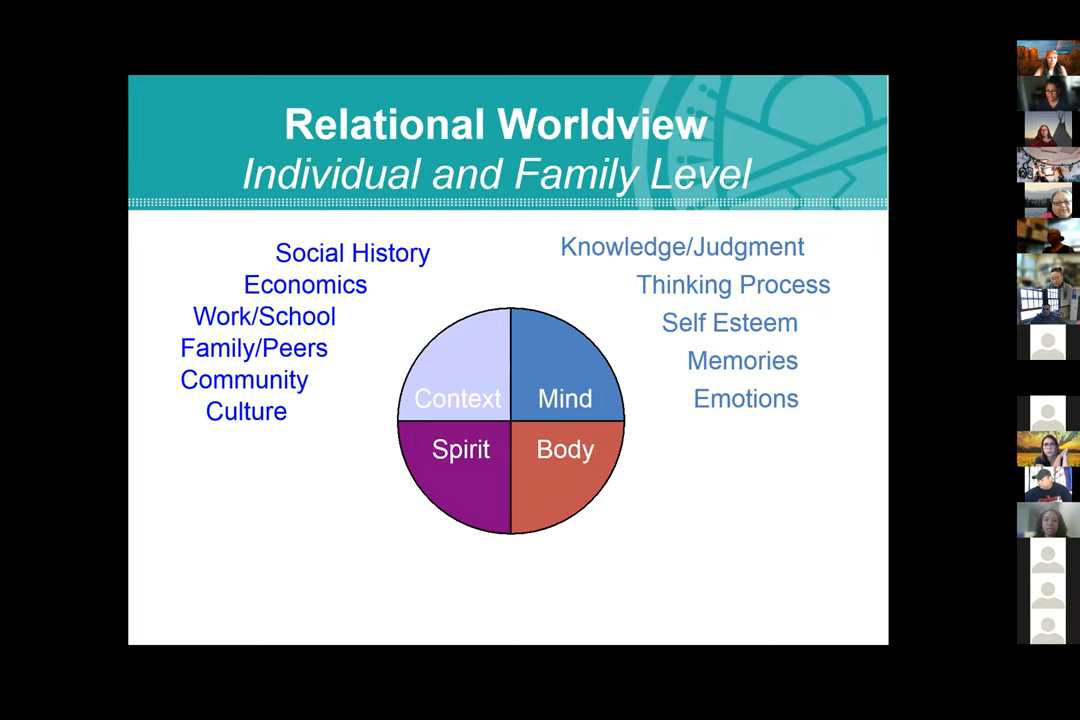 Relational Worldview
Individual and Family Level
Social History
Economics
Work/School
Family/Peers
Community
Culture
Knowledge/Judgment
Thinking Process
Self Esteem
Memories
Emotions
Context
Mind
Spirit
Body